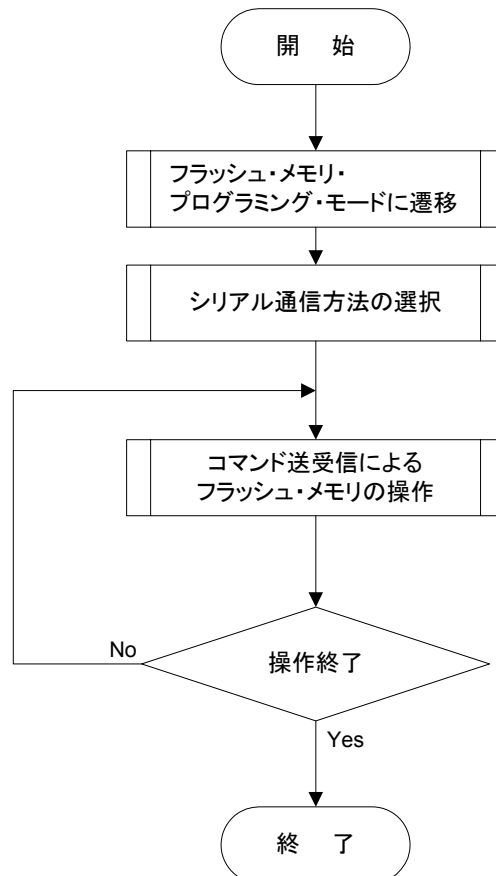 開 始
フラッシュ・メモリ・
プログラミング・モードに遷移
シリアル通信方法の選択
コマンド送受信による
フラッシュ・メモリの操作
操作終了
No
Yes
終 了